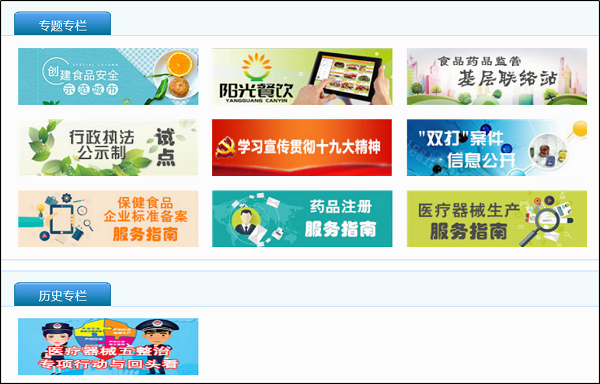 专题专栏
创建食品安全
示范城市
阳光餐饮
YANGGUANG CANYIN
食品药品监管
基层联络站
行政执法
公示制
试点
学习宣传贯彻十九大精神
"双打"案件
信息公开
保健食品
企业标准备案
服务指南
药品注册
服务指南
医疗器械生产
服务指南
历史专栏
医疗器械五整治
专项行动与回头看